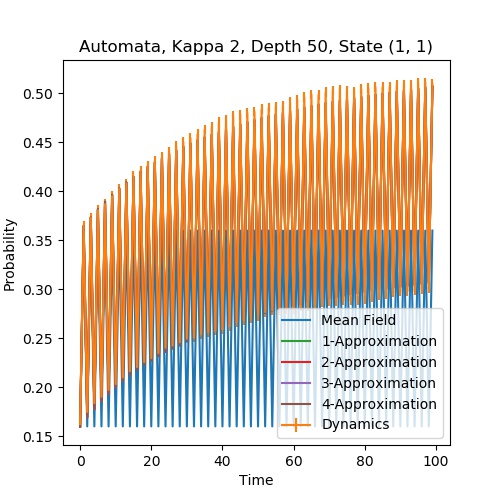 Automata, Kappa 2, Depth 50, State (1, 1)
0.50
0.45
0.40
0.35
0.30
0.25
0.20
0.15
Probability
0 20 40 60 80 100
Time
Mean Field
1-Approximation
2-Approximation
3-Approximation
4-Approximation
Dynamics